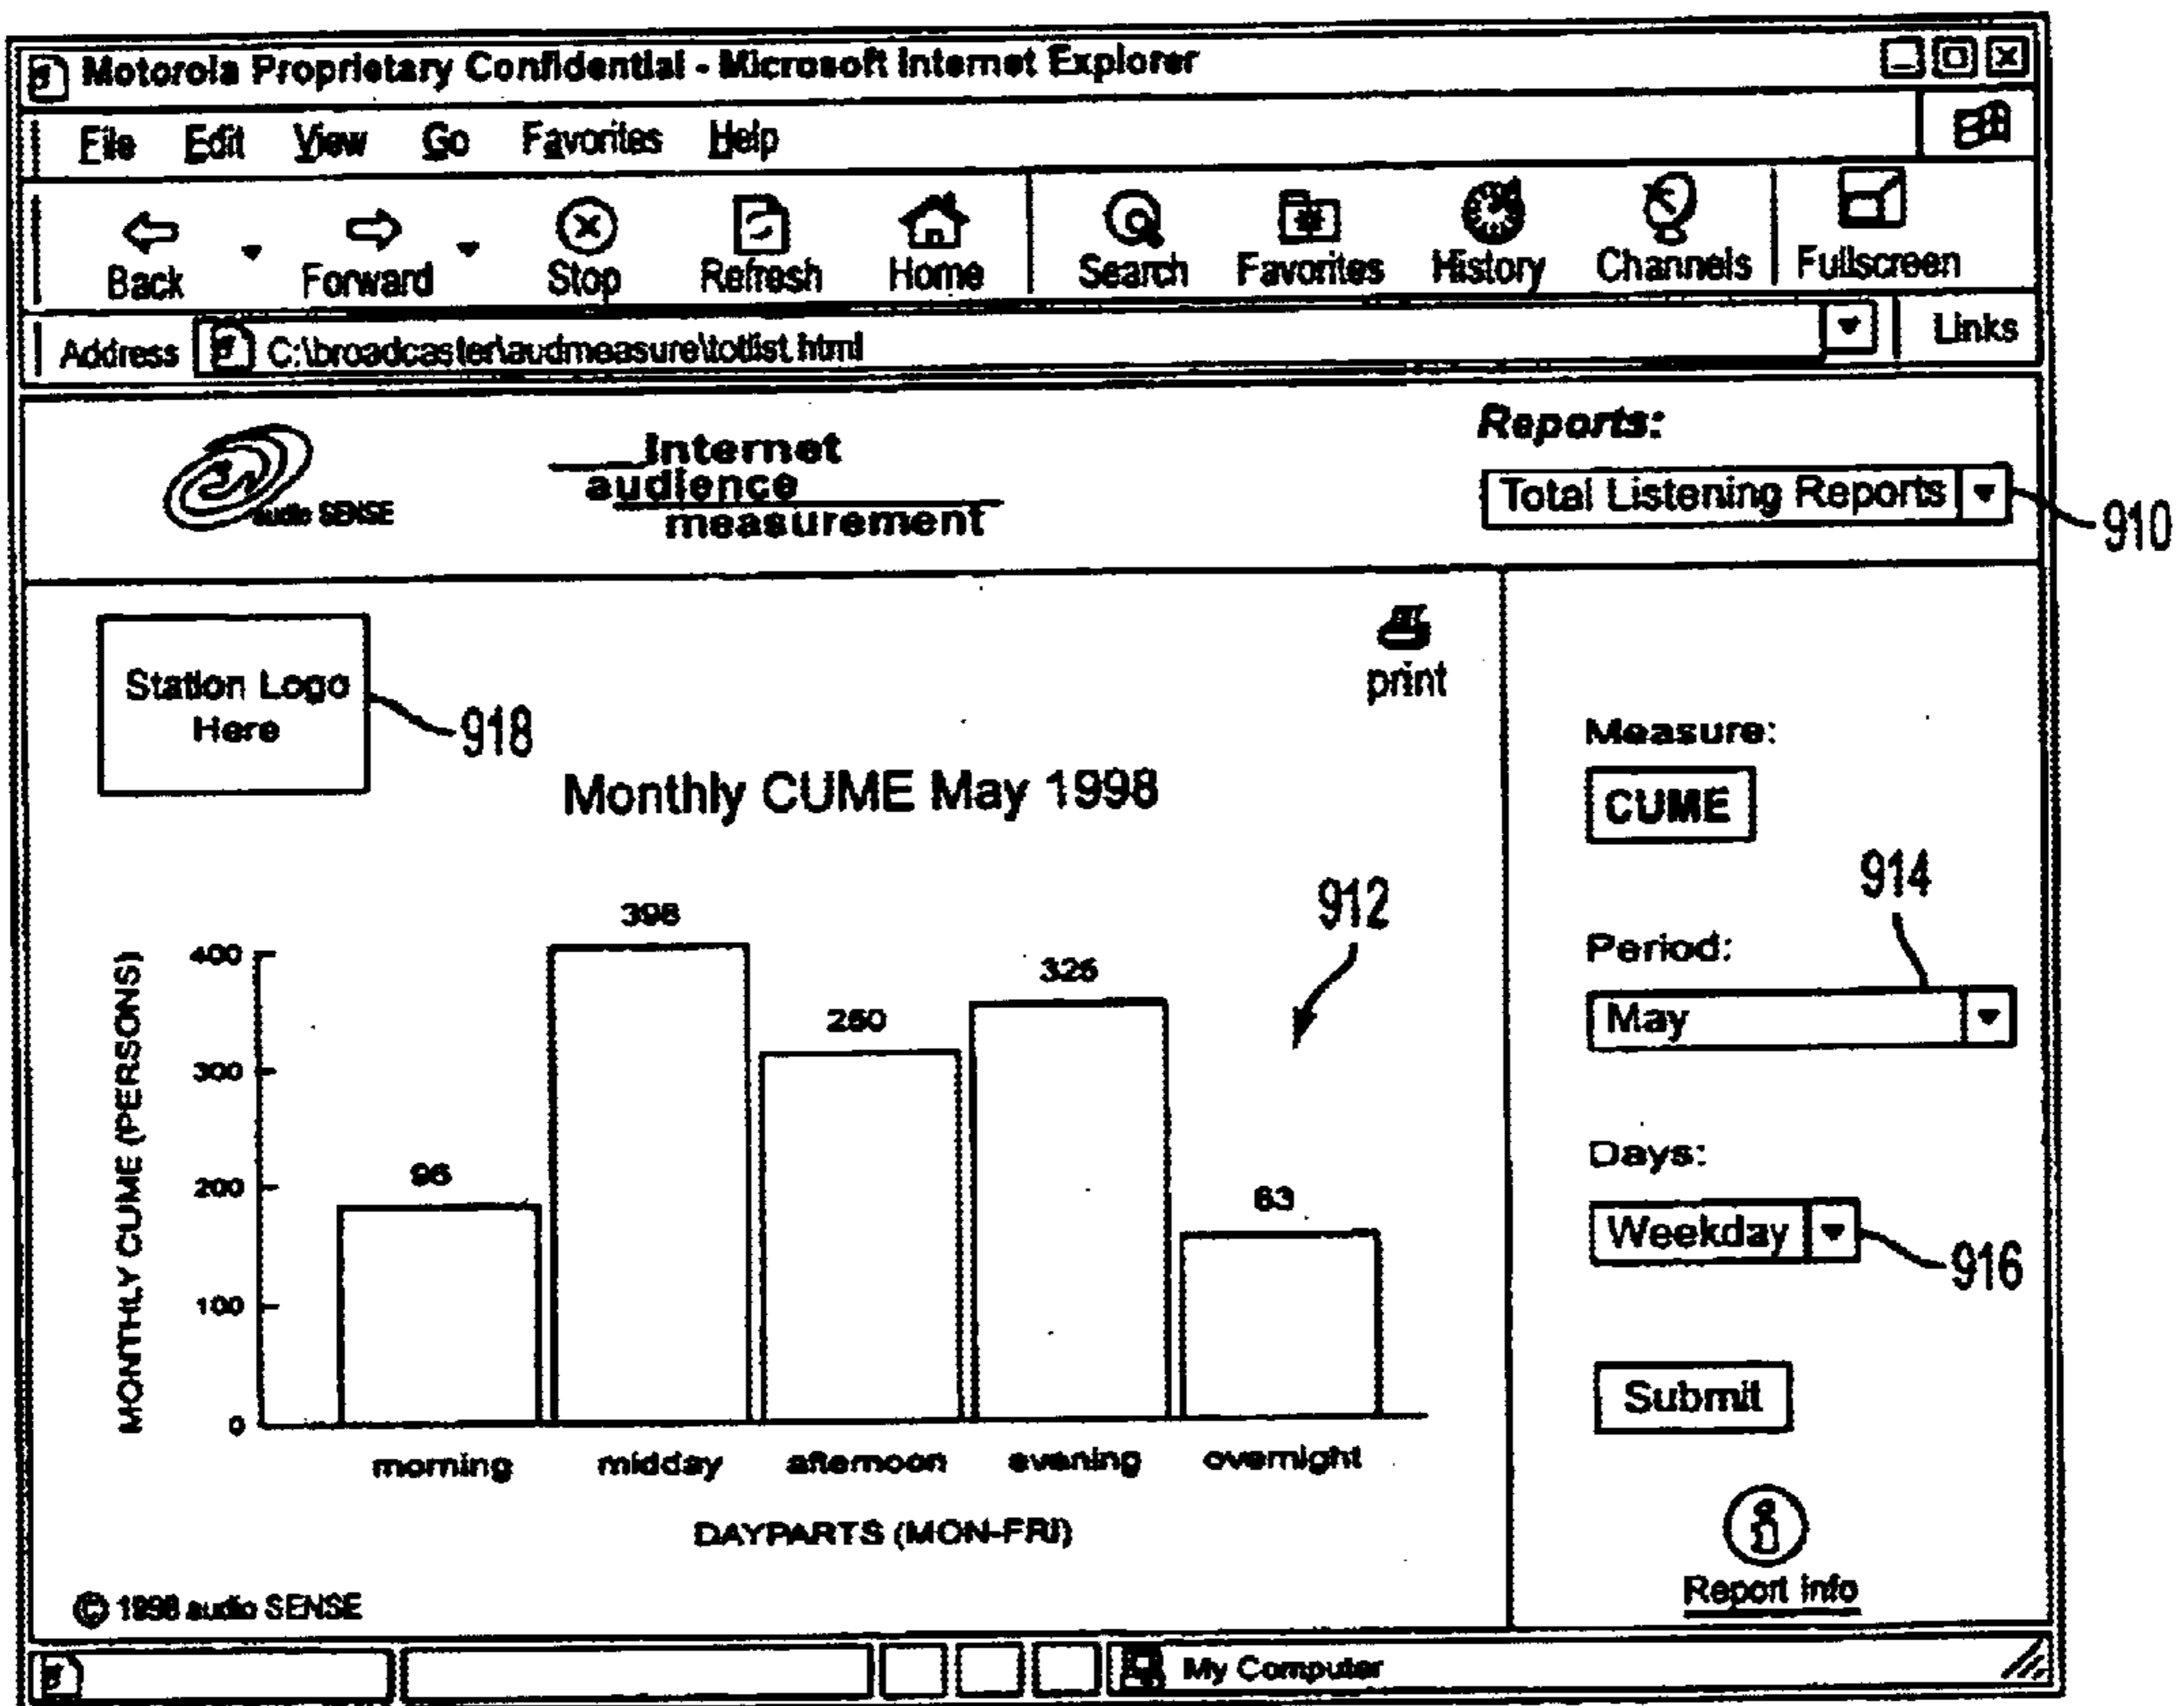 Motorola Proprietary Confidential - Microsoft Internet Explorer
File Edit View Go Favorites Help
Back Forward Stop Refresh Home Search Favorites History Channels Fullscreen
Address C:\broadcaster\audmeasure\totlist.html Links
audio SENSE
Internet
audience
measurement
Reports:
Total Listening Reports
910
Station Logo
Here
918
print
Monthly CUME May 1998
912
MONTHLY CUME (PERSONS)
400
300
200
100
0
96
398
250
325
63
morning midday afternoon evening overnight
DAYPARTS (MON-FRI)
© 1998 audio SENSE
Measure:
CUME
914
Period:
May
Days:
Weekday
916
Submit
Report info
My Computer